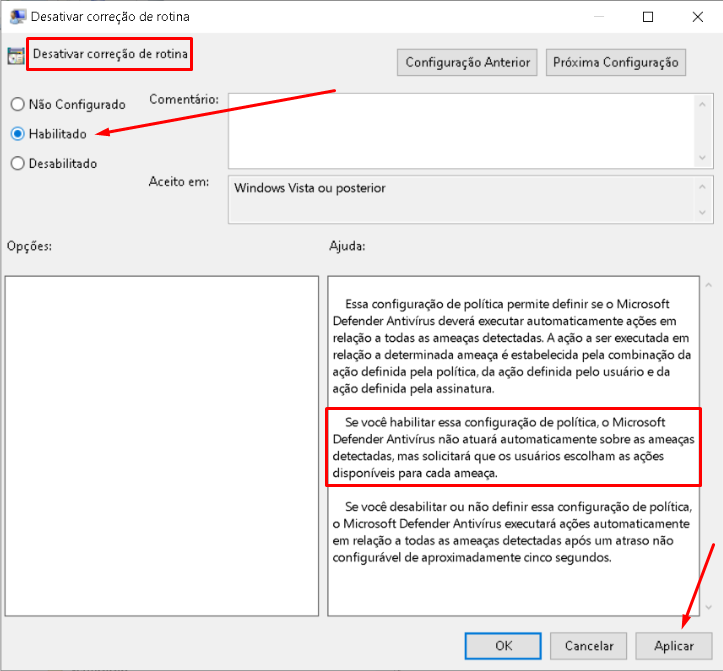 Desativar correção de rotina
Desativar correção de rotina
Configuração Anterior
Próxima Configuração
Não Configurado
Habilitado
Desabilitado
Comentário:
Aceito em:
Windows Vista ou posterior
Opções:
Ajuda:
Essa configuração de política permite definir se o Microsoft
Defender Antivírus deverá executar automaticamente ações em
relação a todas as ameaças detectadas. A ação a ser executada em
relação a determinada ameaça é estabelecida pela combinação da
ação definida pela política, da ação definida pelo usuário e da
ação definida pela assinatura.
Se você habilitar essa configuração de política, o Microsoft
Defender Antivírus não atuará automaticamente sobre as ameaças
detectadas, mas solicitará que os usuários escolham as ações
disponíveis para cada ameaça.
Se você desabilitar ou não definir essa configuração de política,
o Microsoft Defender Antivírus executará ações automaticamente
em relação a todas as ameaças detectadas após um atraso não
configurável de aproximadamente cinco segundos.
OK
Cancelar
Aplicar